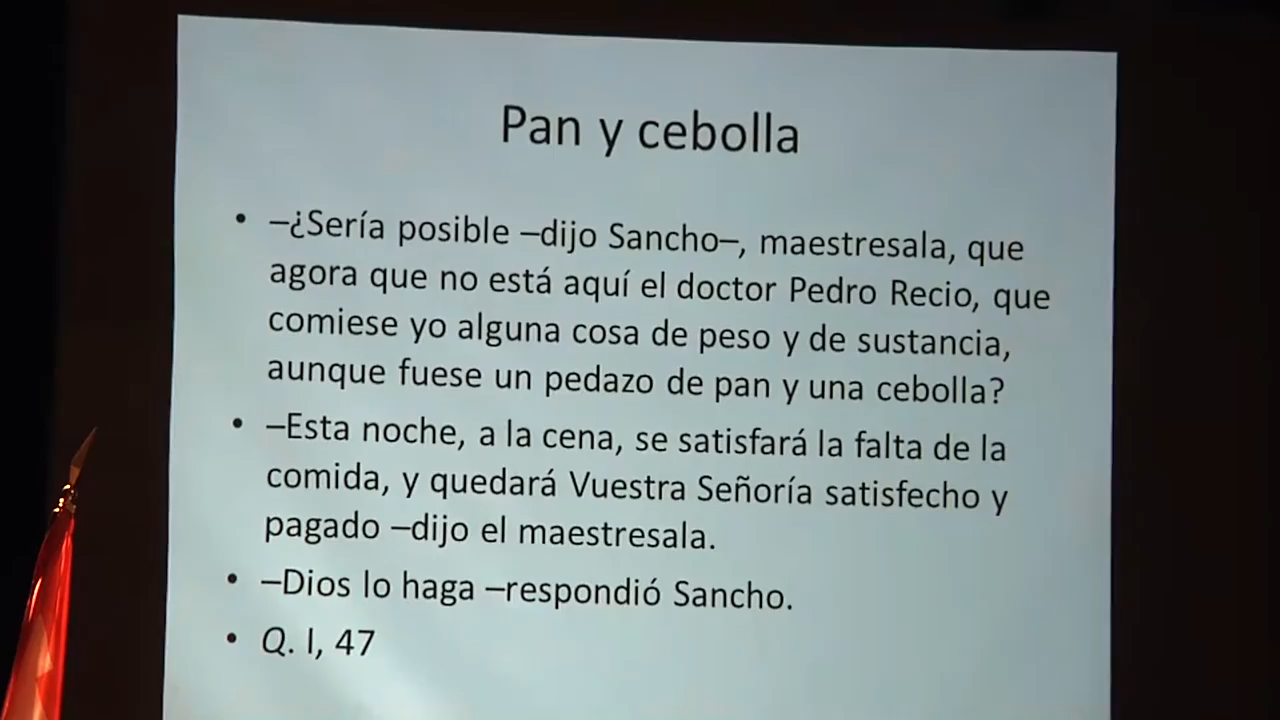 Pan y cebolla
• –¿Sería posible –dijo Sancho–, maestresala, que
agora que no está aquí el doctor Pedro Recio, que
comiese yo alguna cosa de peso y de sustancia,
aunque fuese un pedazo de pan y una cebolla?
• –Esta noche, a la cena, se satisfará la falta de la
comida, y quedará Vuestra Señoría satisfecho y
pagado –dijo el maestresala.
• –Dios lo haga –respondió Sancho.
• Q. I, 47